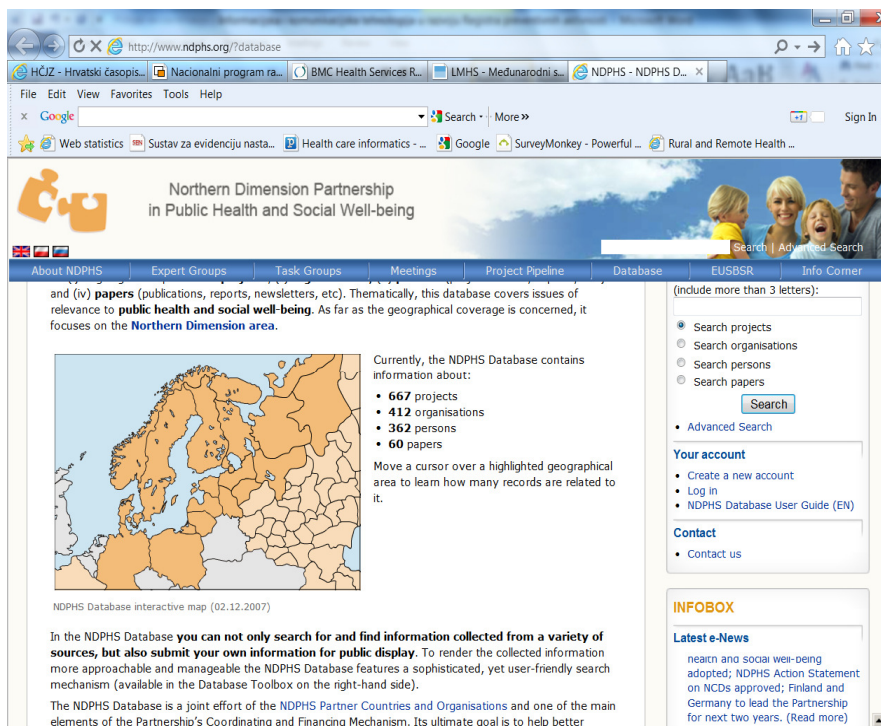 http://www.ndphs.org/?database
HČJZ - Hrvatski časopis...
Nacionalni program ra...
BMC Health Services R...
LMHS - Međunarodni s...
NDPHS - NDPHS D...
File Edit View Favorites Tools Help
x Google
Search
More »
Sign In
Web statistics
Sustav za evidenciju nasta...
Health care informatics - ...
Google
SurveyMonkey - Powerful ...
Rural and Remote Health ...
Northern Dimension Partnership
in Public Health and Social Well-being
Search | Advanced Search
About NDPHS
Expert Groups
Task Groups
Meetings
Project Pipeline
Database
EUSBSR
Info Corner
and (iv) papers (publications, reports, newsletters, etc). Thematically, this database covers issues of
relevance to public health and social well-being. As far as the geographical coverage is concerned, it
focuses on the Northern Dimension area.
Currently, the NDPHS Database contains
information about:
• 667 projects
• 412 organisations
• 362 persons
• 60 papers
Move a cursor over a highlighted geographical
area to learn how many records are related to
it.
NDPHS Database interactive map (02.12.2007)
In the NDPHS Database you can not only search for and find information collected from a variety of
sources, but also submit your own information for public display. To render the collected information
more approachable and manageable the NDPHS Database features a sophisticated, yet user-friendly search
mechanism (available in the Database Toolbox on the right-hand side).
The NDPHS Database is a joint effort of the NDPHS Partner Countries and Organisations and one of the main
elements of the Partnership's Coordinating and Financing Mechanism. Its ultimate goal is to help better
(include more than 3 letters):
Search projects
Search organisations
Search persons
Search papers
Search
• Advanced Search
Your account
• Create a new account
• Log in
• NDPHS Database User Guide (EN)
Contact
• Contact us
INFOBOX
Latest e-News
health and social well-being
adopted; NDPHS Action Statement
on NCDs approved; Finland and
Germany to lead the Partnership
for next two years. (Read more)